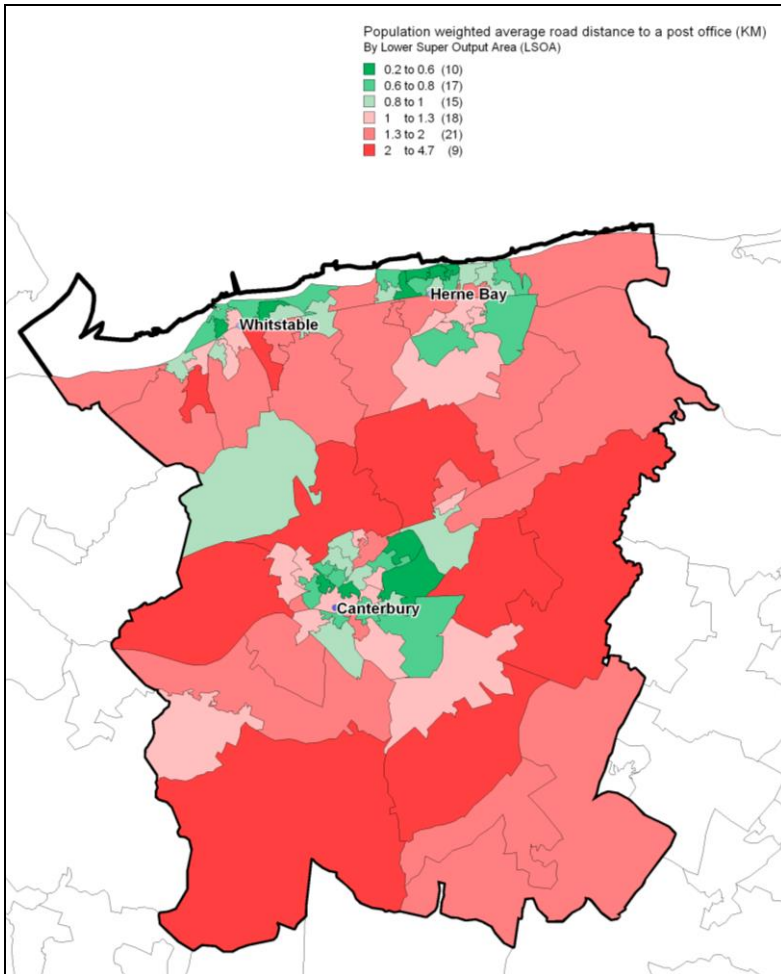 Population weighted average road distance to a post office (KM)
By Lower Super Output Area (LSOA)
0.2 to 0.6 (10)
0.6 to 0.8 (17)
0.8 to 1 (15)
1 to 1.3 (18)
1.3 to 2 (21)
2 to 4.7 (9)
Herne Bay
Whitstable
Canterbury